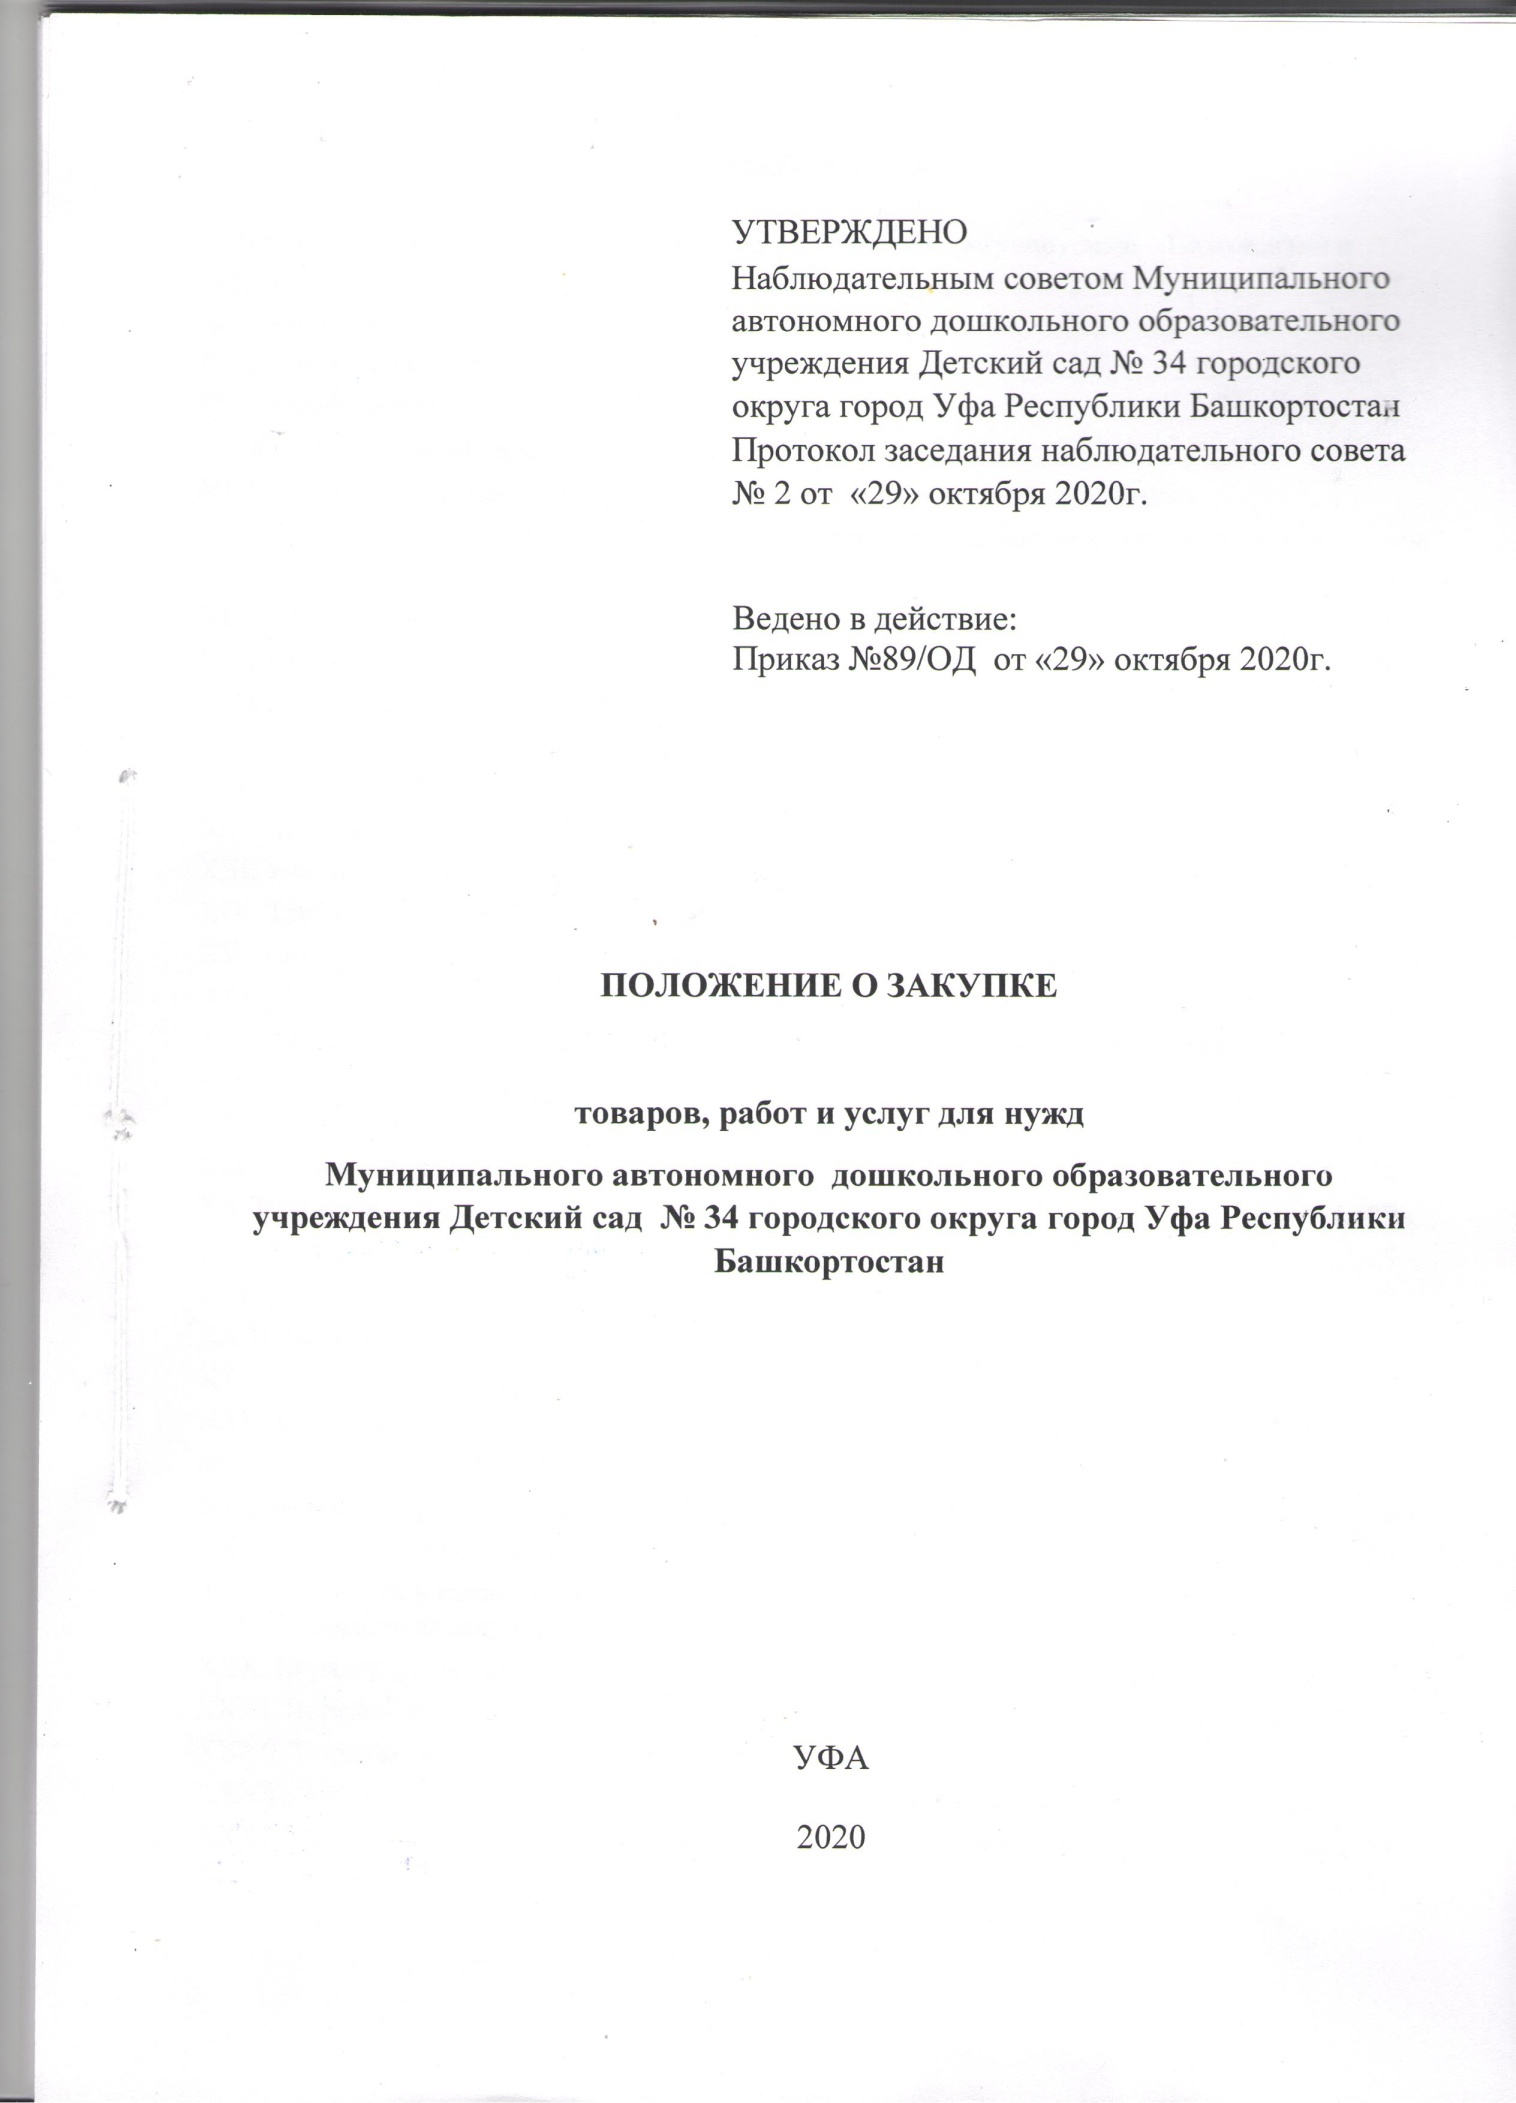 УТВЕРЖДЕНО
Наблюдательным советом Муниципального
автономного дошкольного образовательного
учреждения Детский сад № 34 городского
округа город Уфа Республики Башкортостан
Протокол заседания наблюдательного совета
№ 2 от «29» октября 2020г.
Ведено в действие:
Приказ №89/ОД от «29» октября 2020г.
ПОЛОЖЕНИЕ О ЗАКУПКЕ
товаров, работ и услуг для нужд
Муниципального автономного дошкольного образовательного
учреждения Детский сад № 34 городского округа город Уфа Республики
Башкортостан
УФА
2020